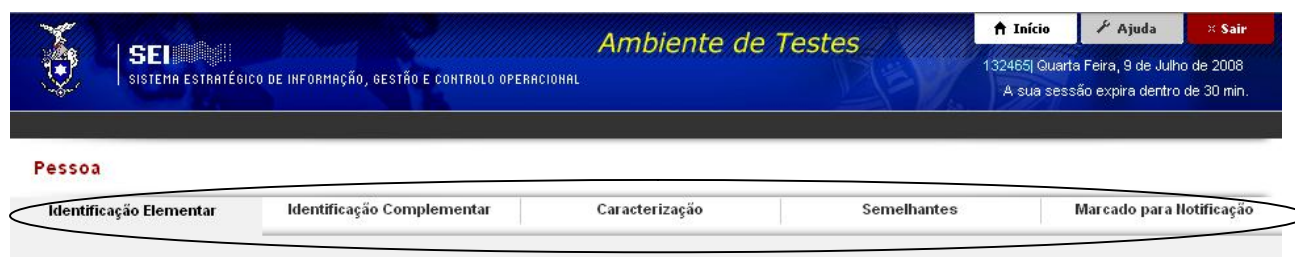 Início Ajuda Sair
SEI Ambiente de Testes
SISTEMA ESTRATÉGICO DE INFORMAÇÃO, GESTÃO E CONTROLO OPERACIONAL
132465| Quarta Feira, 9 de Julho de 2008
A sua sessão expira dentro de 30 min.
Pessoa
Identificação Elementar Identificação Complementar Caracterização Semelhantes Marcado para Notificação